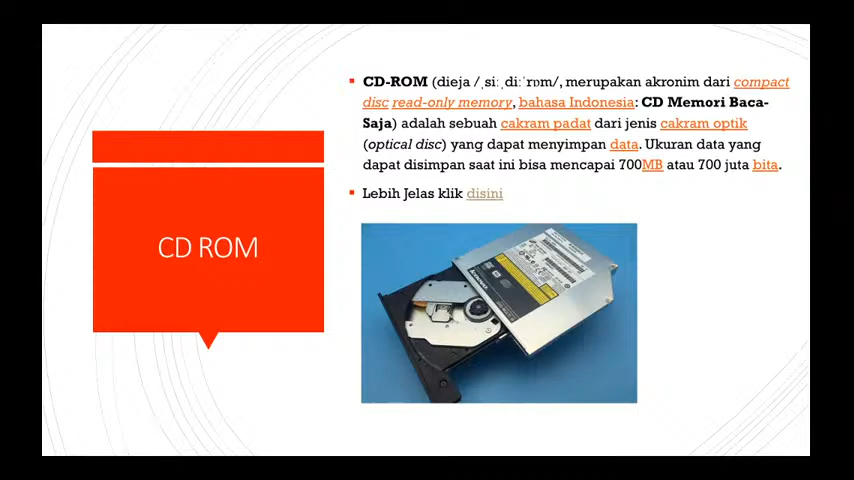 CD-ROM (dieja /ˌsiːˌdiːˈrɒm/, merupakan akronim dari compact
disc read-only memory, bahasa Indonesia: CD Memori Baca-
Saja) adalah sebuah cakram padat dari jenis cakram optik
(optical disc) yang dapat menyimpan data. Ukuran data yang
dapat disimpan saat ini bisa mencapai 700MB atau 700 juta bita.
Lebih Jelas klik disini
CD ROM
lenovo